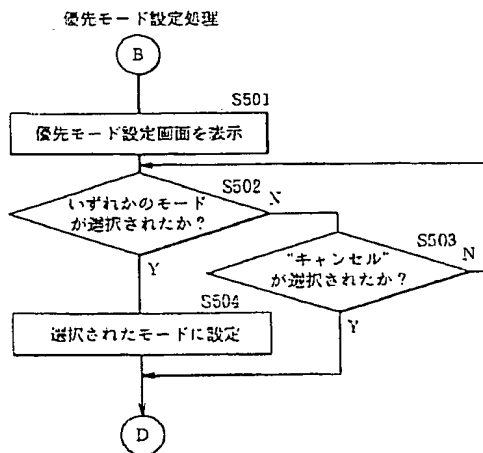 優先モード設定処理
B
S501
優先モード設定画面を表示
S502
いずれかのモード
が選択されたか？
N
Y
S503
"キャンセル"
が選択されたか？
N
Y
S504
選択されたモードに設定
D